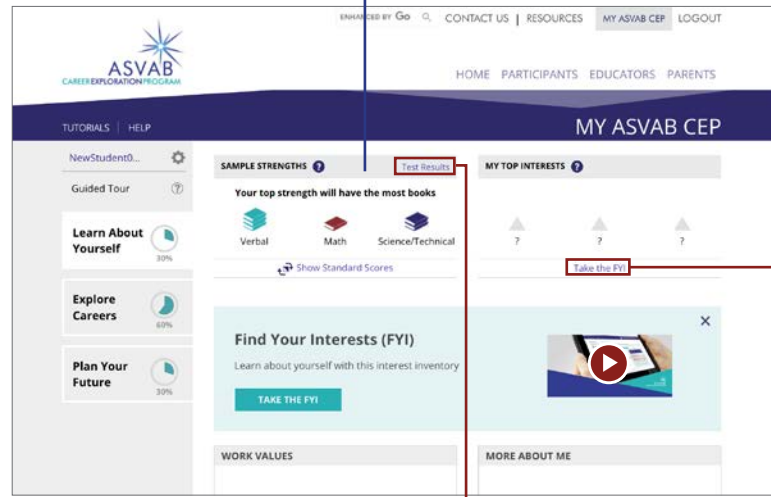 ENHANCED BY Go CONTACT US | RESOURCES MY ASVAB CEP LOGOUT
ASVAB
CAREER EXPLORATION PROGRAM
HOME PARTICIPANTS EDUCATORS PARENTS
TUTORIALS | HELP
MY ASVAB CEP
NewStudent0...
Guided Tour ?
Learn About
Yourself
30%
Explore
Careers
60%
Plan Your
Future
30%
SAMPLE STRENGTHS ? Test Results
Your top strength will have the most books
Verbal Math Science/Technical
Show Standard Scores
MY TOP INTERESTS ?
? ? ?
Take the FYI
Find Your Interests (FYI)
Learn about yourself with this interest inventory
TAKE THE FYI
WORK VALUES
MORE ABOUT ME